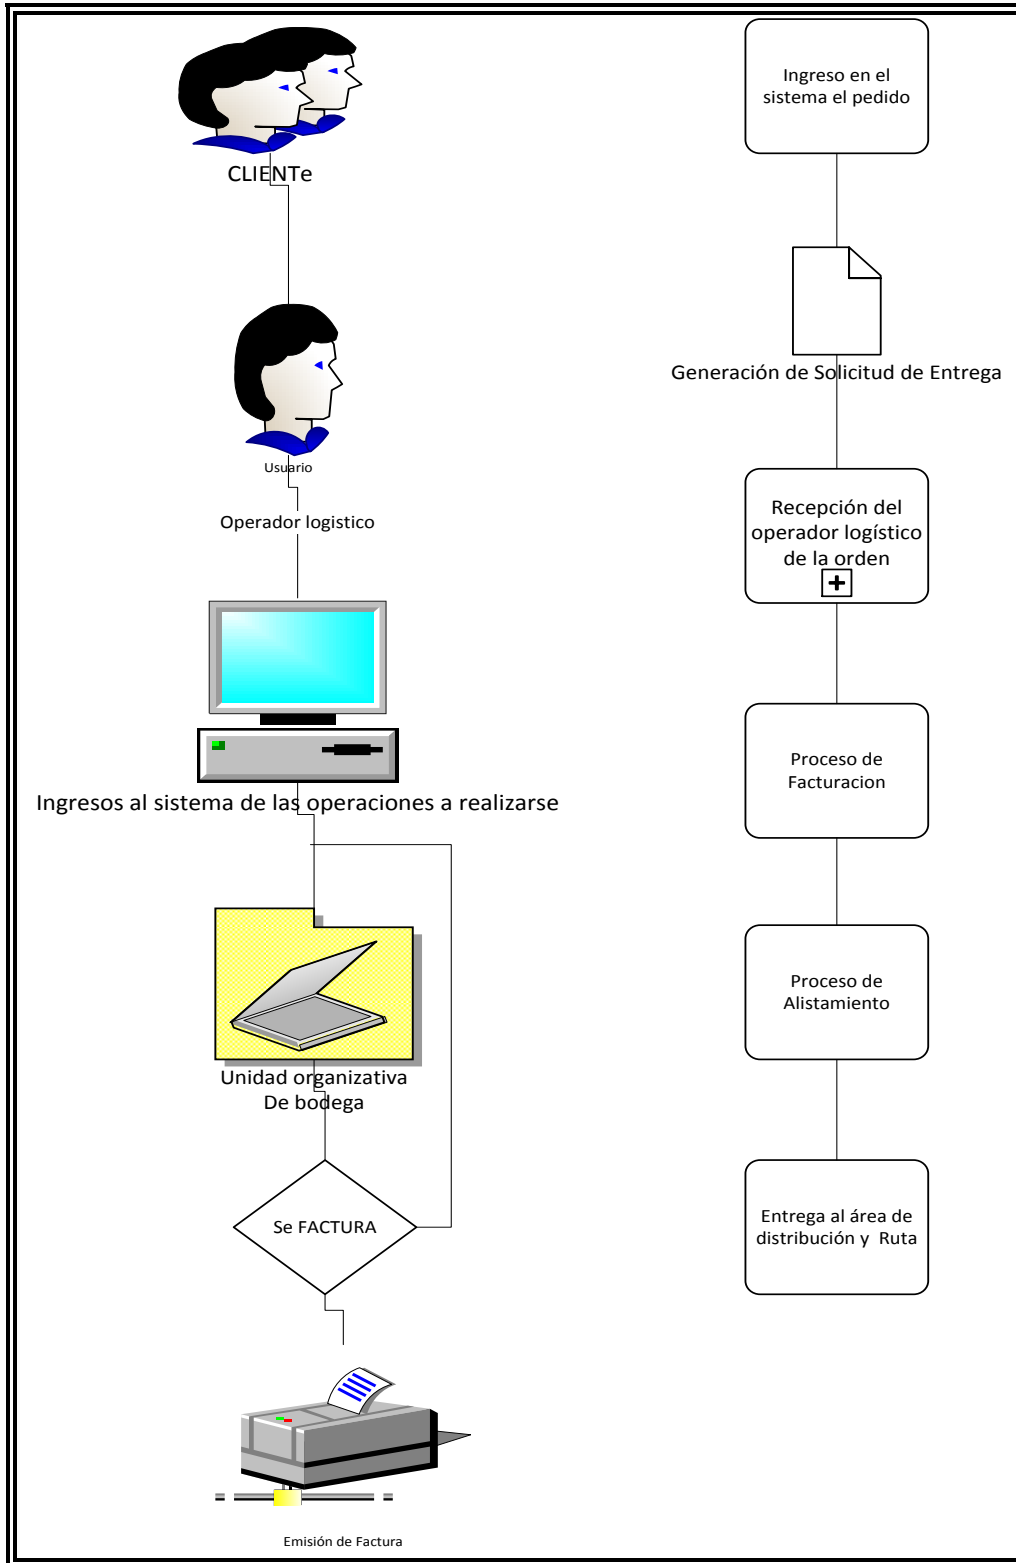 CLIENTe
Usuario
Operador logistico
Ingresos al sistema de las operaciones a realizarse
Unidad organizativa
De bodega
Se FACTURA
Emisión de Factura
Ingreso en el
sistema el pedido
Generación de Solicitud de Entrega
Recepción del
operador logístico
de la orden
Proceso de
Facturacion
Proceso de
Alistamiento
Entrega al área de
distribución y Ruta